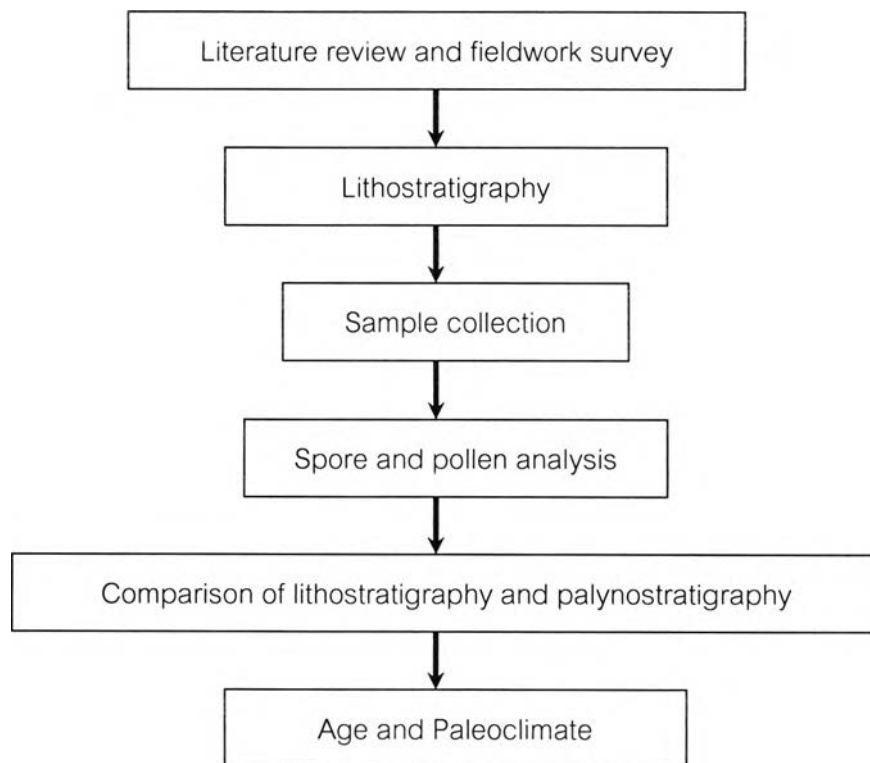 Literature review and fieldwork survey
Lithostratigraphy
Sample collection
Spore and pollen analysis
Comparison of lithostratigraphy and palynostratigraphy
Age and Paleoclimate